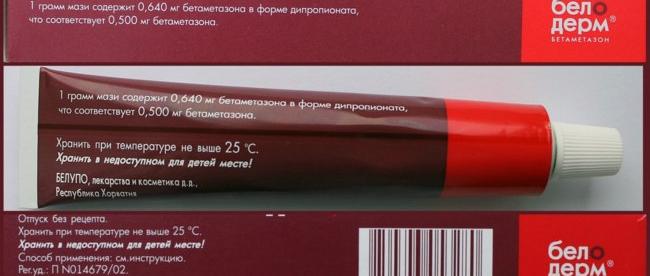 1 грамм мази содержит 0,640 мг бетаметазона в форме дипропионата,
что соответствует 0,500 мг бетаметазона.
бело
дерм®
БЕТАМЕТАЗОН
1 грамм мази содержит 0,640 мг бетаметазона в форме дипропионата,
что соответствует 0,500 мг бетаметазона.
Хранить при температуре не выше 25 °C.
Хранить в недоступном для детей месте!
БЕЛУПО, лекарства и косметика д.д.,
Республика Хорватия
Отпуск без рецепта.
Хранить при температуре не выше 25 °C.
Хранить в недоступном для детей месте!
Способ применения: см.инструкцию.
Рег.уд.: П N014679/02.
бело
дерм®